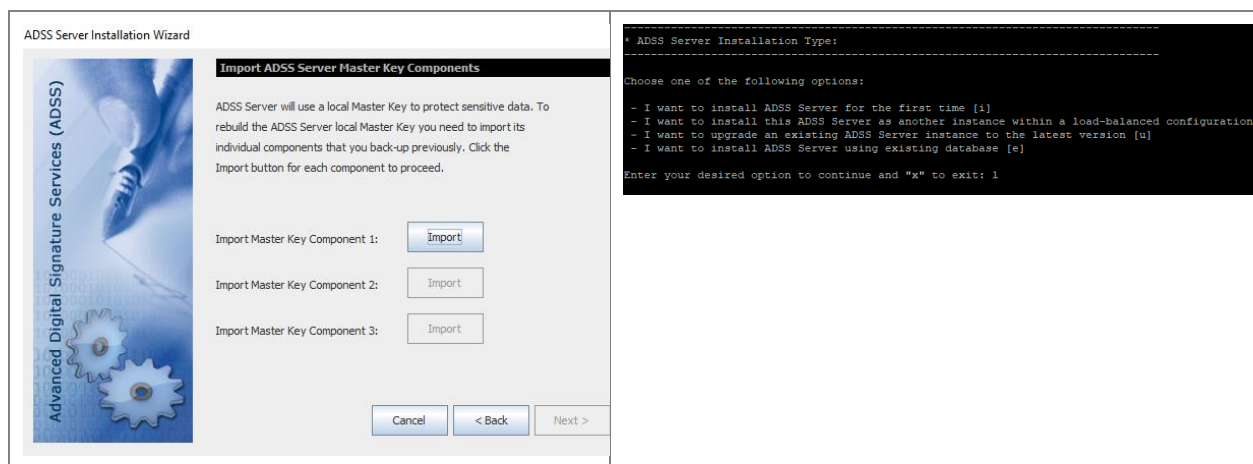 ADSS Server Installation Wizard
Advanced Digital Signature Services (ADSS)
Import ADSS Server Master Key Components
ADSS Server will use a local Master Key to protect sensitive data. To
rebuild the ADSS Server local Master Key you need to import its
individual components that you back-up previously. Click the
Import button for each component to proceed.
Import Master Key Component 1: Import
Import Master Key Component 2: Import
Import Master Key Component 3: Import
Cancel < Back Next >
--------------------------------------------------------------------------------
* ADSS Server Installation Type:
--------------------------------------------------------------------------------
Choose one of the following options:
- I want to install ADSS Server for the first time [i]
- I want to install this ADSS Server as another instance within a load-balanced configuration
- I want to upgrade an existing ADSS Server instance to the latest version [u]
- I want to install ADSS Server using existing database [e]
Enter your desired option to continue and "x" to exit: l